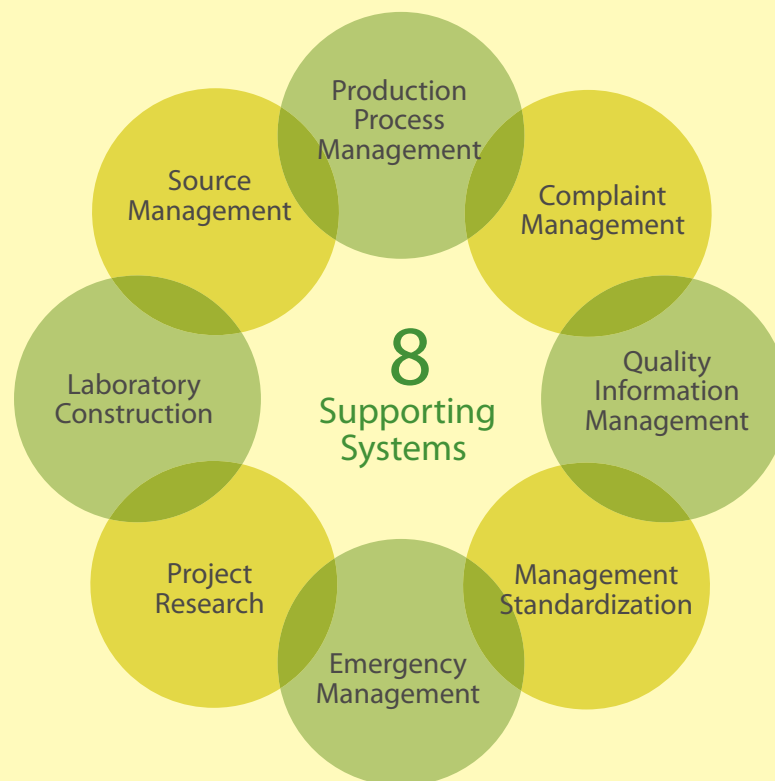 Production
Process
Management
Source
Management
Complaint
Management
8
Supporting
Systems
Laboratory
Construction
Quality
Information
Management
Project
Research
Management
Standardization
Emergency
Management